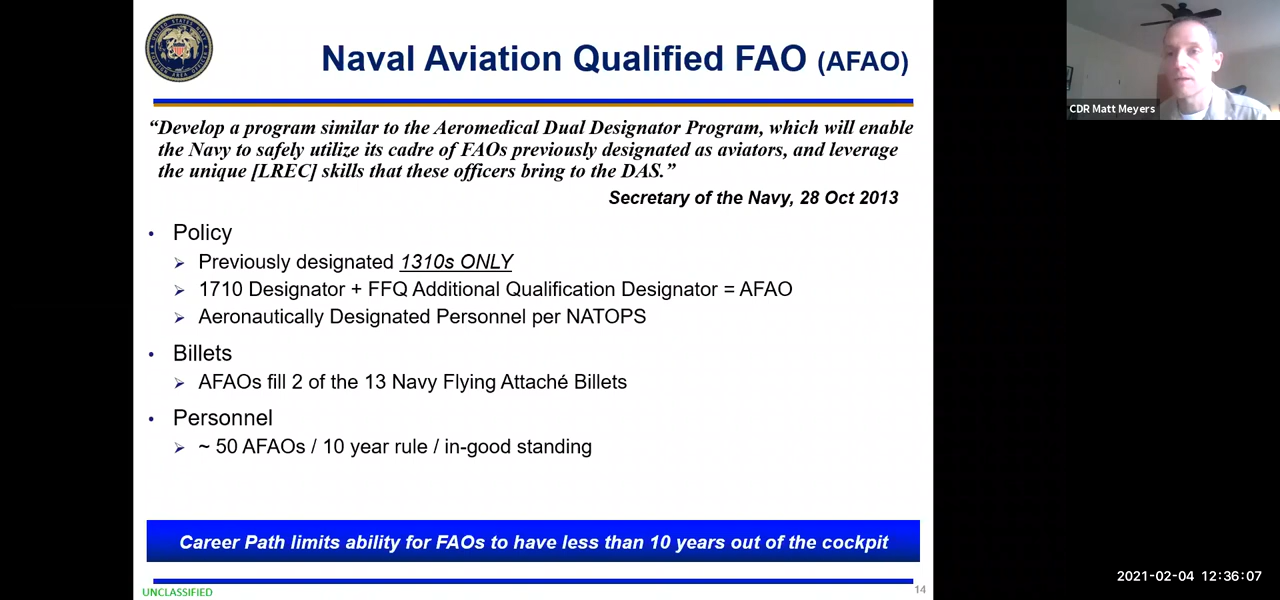 Naval Aviation Qualified FAO (AFAO)
“Develop a program similar to the Aeromedical Dual Designator Program, which will enable
the Navy to safely utilize its cadre of FAOs previously designated as aviators, and leverage
the unique [LREC] skills that these officers bring to the DAS.”
Secretary of the Navy, 28 Oct 2013
• Policy
➢ Previously designated 1310s ONLY
➢ 1710 Designator + FFQ Additional Qualification Designator = AFAO
➢ Aeronautically Designated Personnel per NATOPS
• Billets
➢ AFAOs fill 2 of the 13 Navy Flying Attaché Billets
• Personnel
➢ ~ 50 AFAOs / 10 year rule / in-good standing
Career Path limits ability for FAOs to have less than 10 years out of the cockpit
UNCLASSIFIED
14
CDR Matt Meyers
2021-02-04 12:36:07